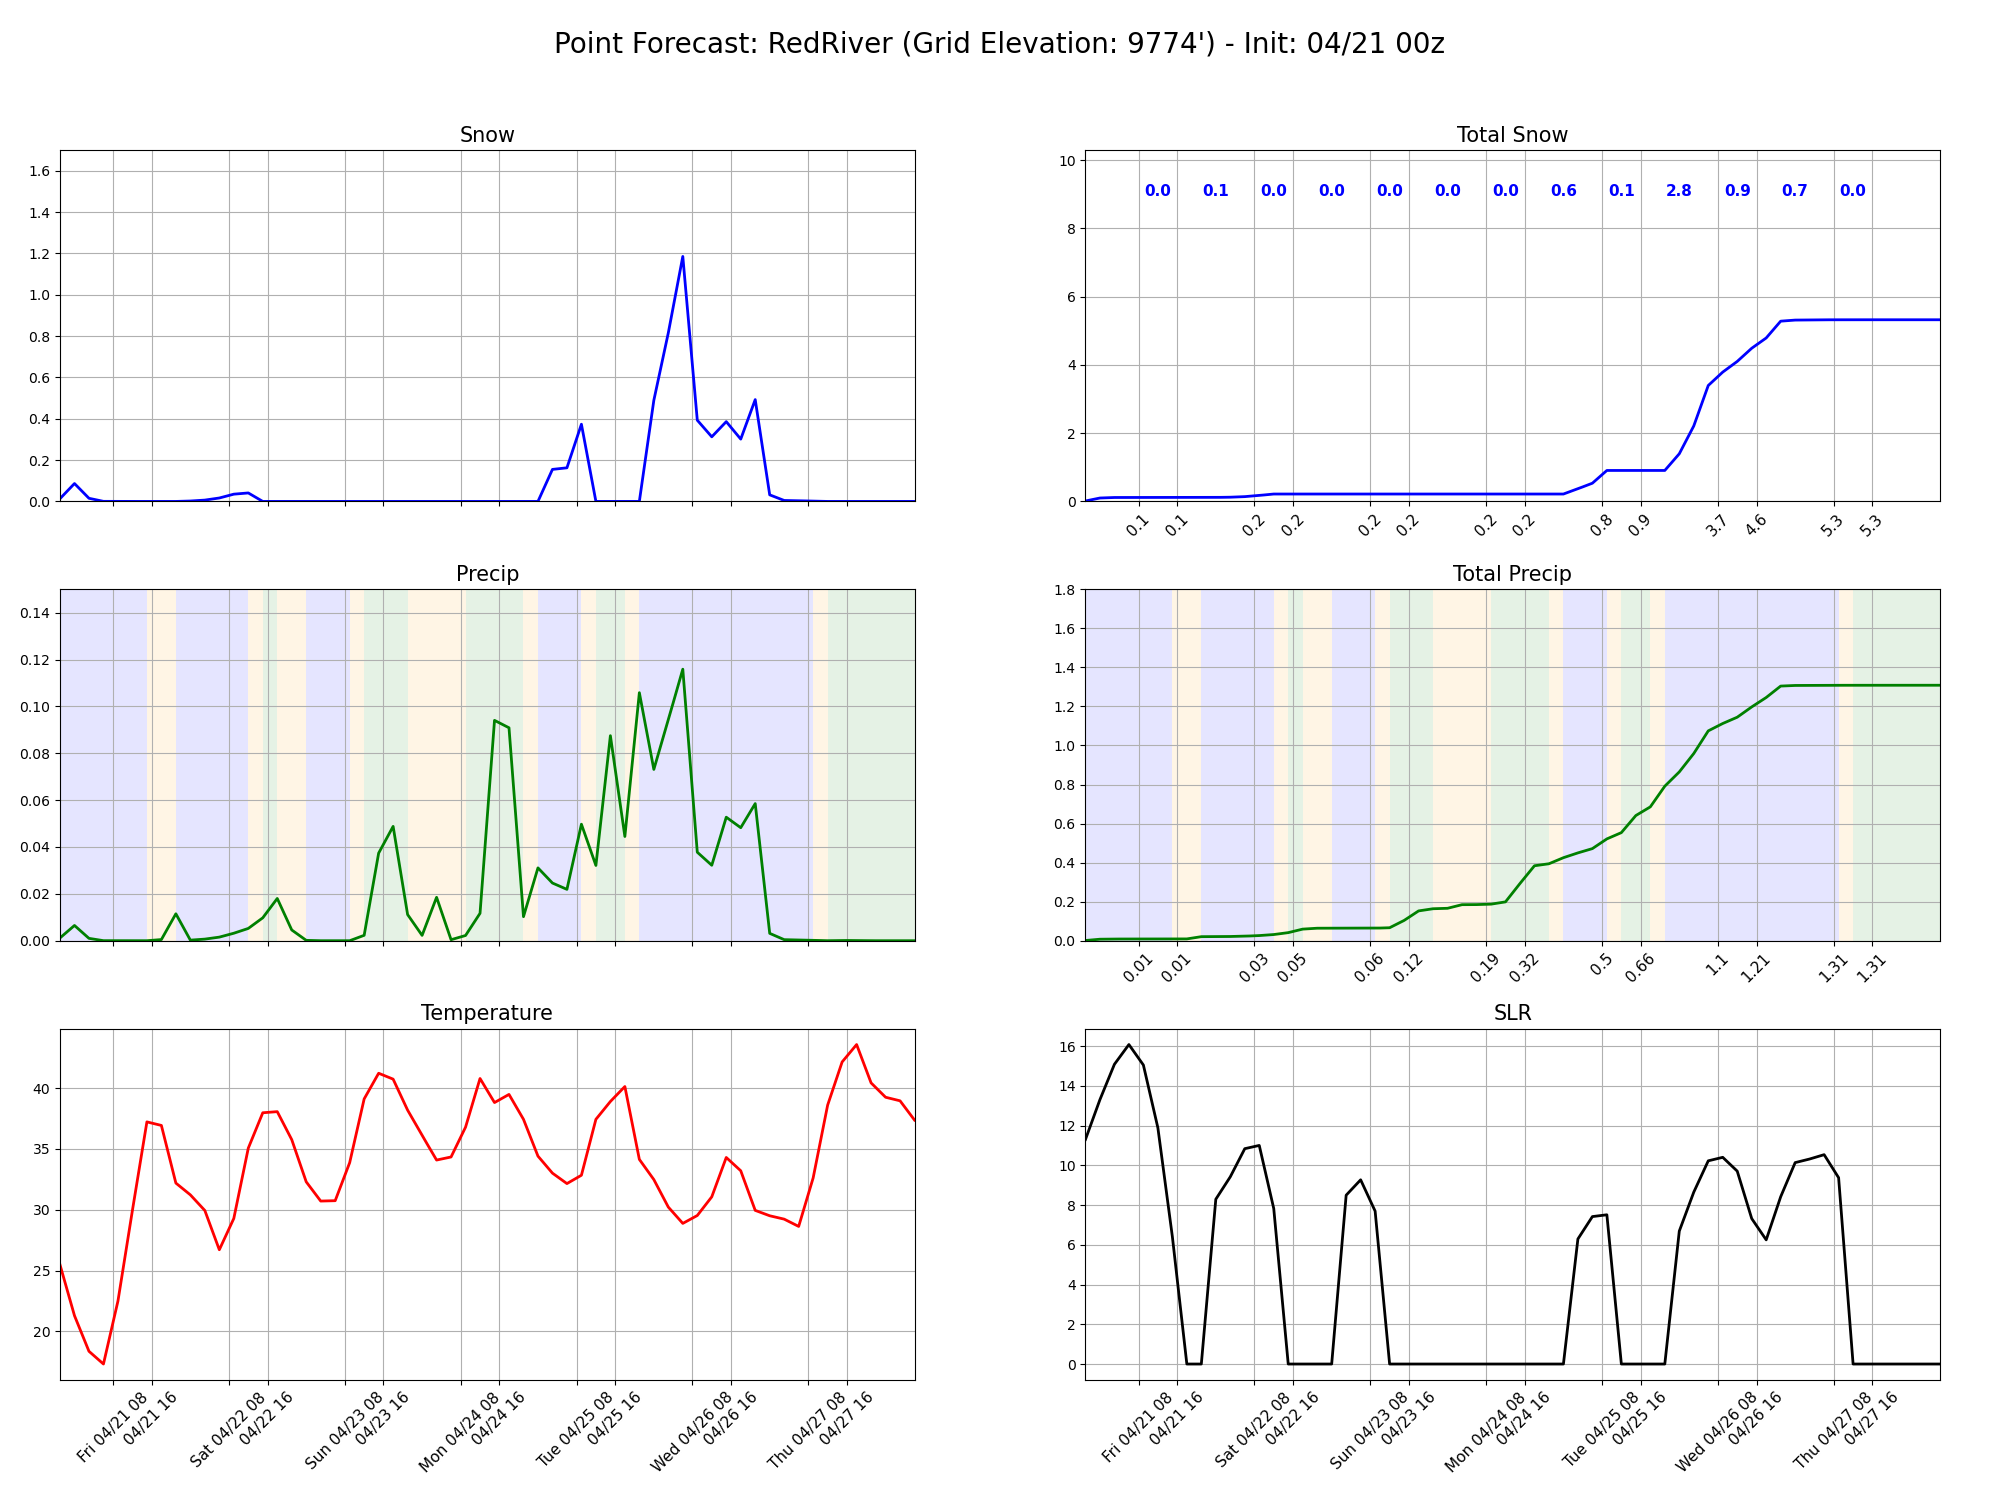 Point Forecast: RedRiver (Grid Elevation: 9774') - Init: 04/21 00z
Snow
1.6
1.4
1.2
1.0
0.8
0.6
0.4
0.2
0.0
Total Snow
10
8
6
4
2
0
0.0 0.1 0.0 0.0 0.0 0.0 0.0 0.6 0.1 2.8 0.9 0.7 0.0
0.1 0.1 0.2 0.2 0.2 0.2 0.2 0.2 0.8 0.9 3.7 4.6 5.3 5.3
Precip
0.14
0.12
0.10
0.08
0.06
0.04
0.02
0.00
Total Precip
1.8
1.6
1.4
1.2
1.0
0.8
0.6
0.4
0.2
0.0
0.01 0.01 0.03 0.05 0.06 0.12 0.19 0.32 0.5 0.66 1.1 1.21 1.31 1.31
Temperature
40
35
30
25
20
Fri 04/21 08
04/21 16
Sat 04/22 08
04/22 16
Sun 04/23 08
04/23 16
Mon 04/24 08
04/24 16
Tue 04/25 08
04/25 16
Wed 04/26 08
04/26 16
Thu 04/27 08
04/27 16
SLR
16
14
12
10
8
6
4
2
0
Fri 04/21 08
04/21 16
Sat 04/22 08
04/22 16
Sun 04/23 08
04/23 16
Mon 04/24 08
04/24 16
Tue 04/25 08
04/25 16
Wed 04/26 08
04/26 16
Thu 04/27 08
04/27 16